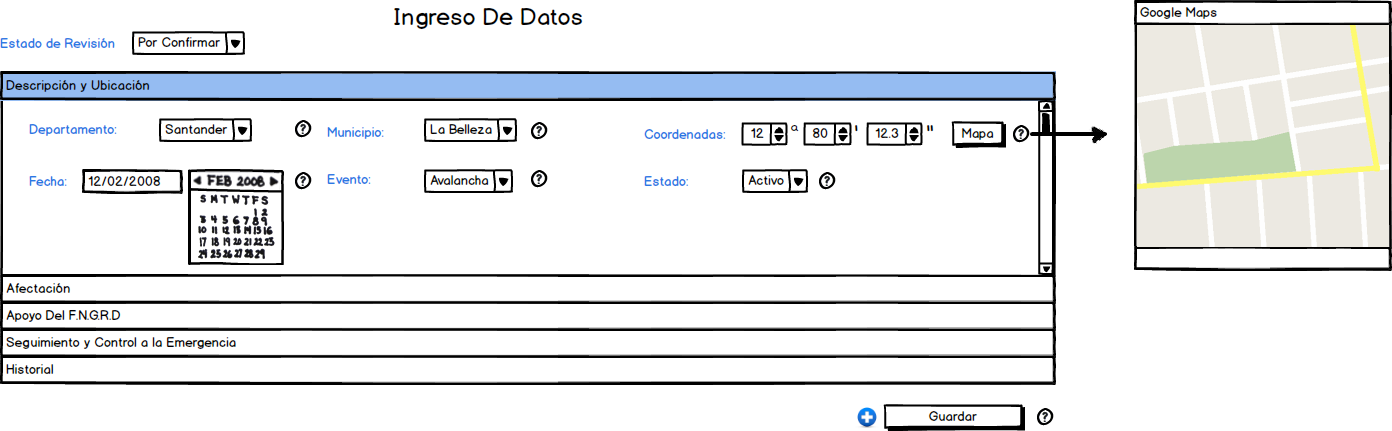 Ingreso De Datos
Estado de Revisión Por Confirmar
Descripción y Ubicación
Departamento: Santander ? Municipio: La Belleza ? Coordenadas: 12 º 80 ' 12.3 " Mapa ?
Fecha: 12/02/2008 ? Evento: Avalancha ? Estado: Activo ?
FEB 2008
S M T W T F S
1 2
3 4 5 6 7 8 9
10 11 12 13 14 15 16
17 18 19 20 21 22 23
24 25 26 27 28 29
Afectación
Apoyo Del F.N.G.R.D
Seguimiento y Control a la Emergencia
Historial
Guardar ?
Google Maps